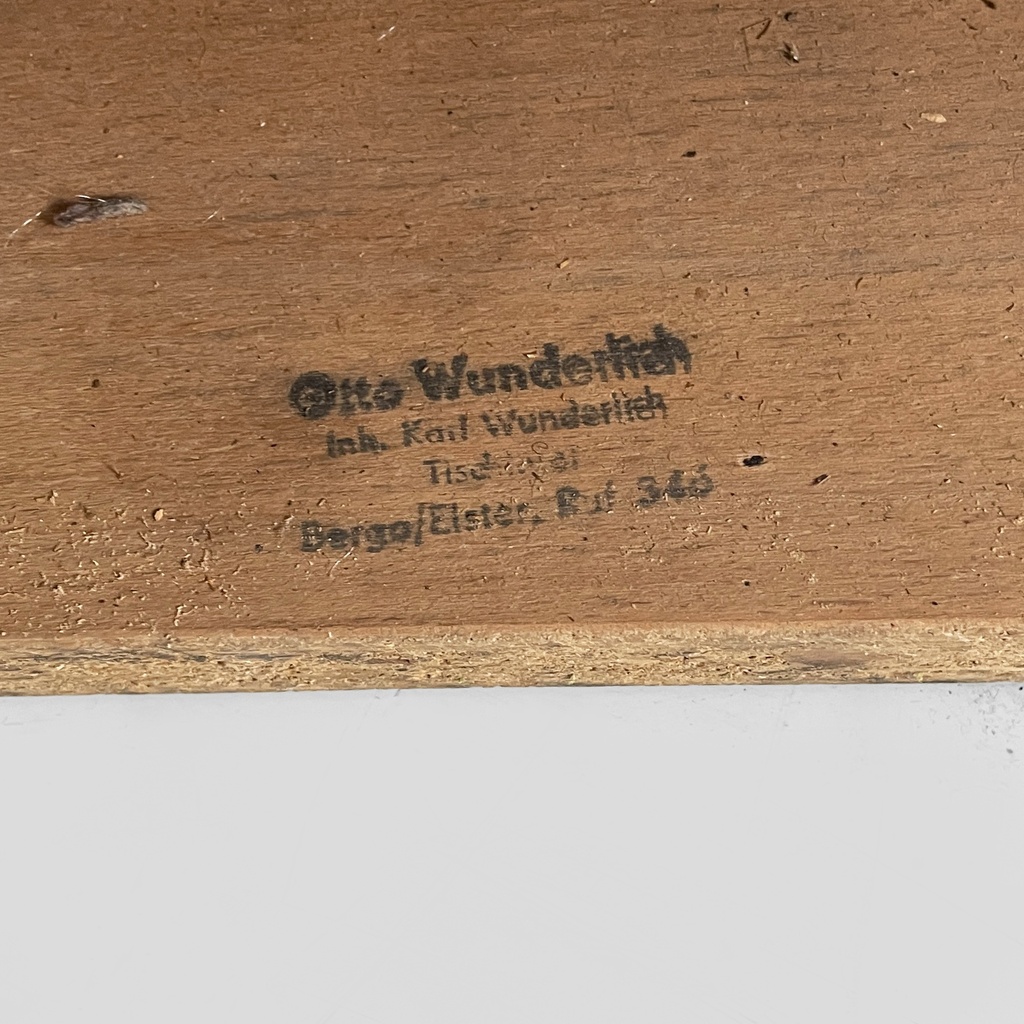 Otto Wunderlich
Inh. Karl Wunderlich
Tischlerei
Berga/Elster, Ruf 346